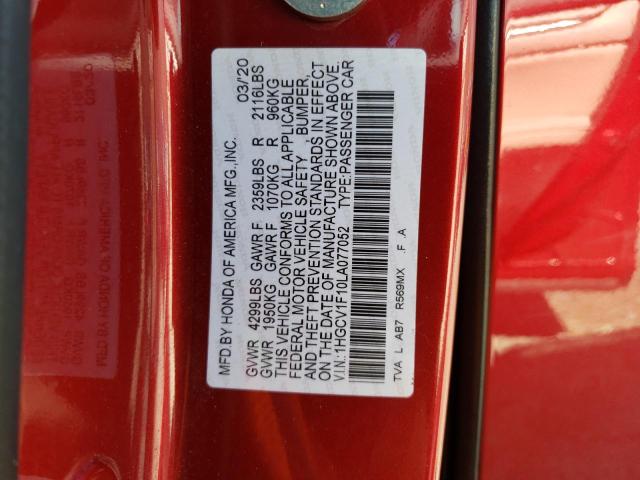 MFD.BY HONDA OF AMERICA MFG.,INC. 03/20
GVWR 4299LBS GAWR F 2359LBS R 2116LBS
GVWR 1950KG GAWR F 1070KG R 960KG
THIS VEHICLE CONFORMS TO ALL APPLICABLE
FEDERAL MOTOR VEHICLE SAFETY, BUMPER,
AND THEFT PREVENTION STANDARDS IN EFFECT
ON THE DATE OF MANUFACTURE SHOWN ABOVE.
VIN:1HGCV1F10LA077052 TYPE:PASSENGER CAR
TVA L AB7 R569MX .F .A